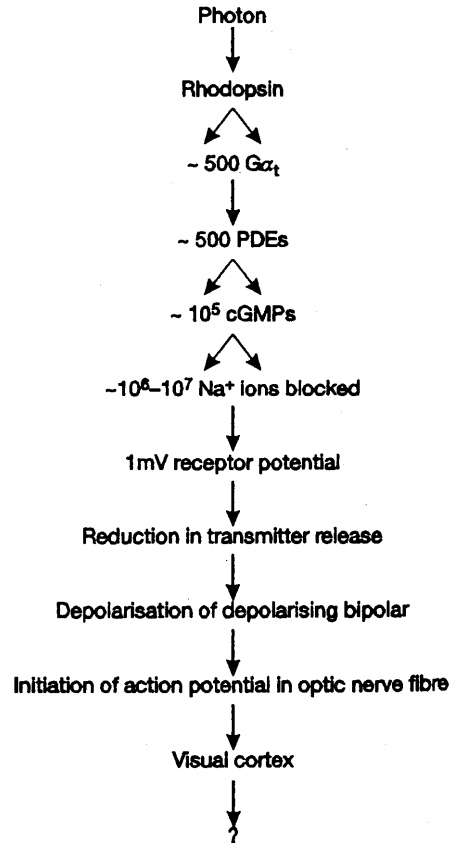 Photon
Rhodopsin
~ 500 Gαt
~ 500 PDEs
~ 10⁵ cGMPs
~10⁶–10⁷ Na⁺ ions blocked
1mV receptor potential
Reduction in transmitter release
Depolarisation of depolarising bipolar
Initiation of action potential in optic nerve fibre
Visual cortex
?